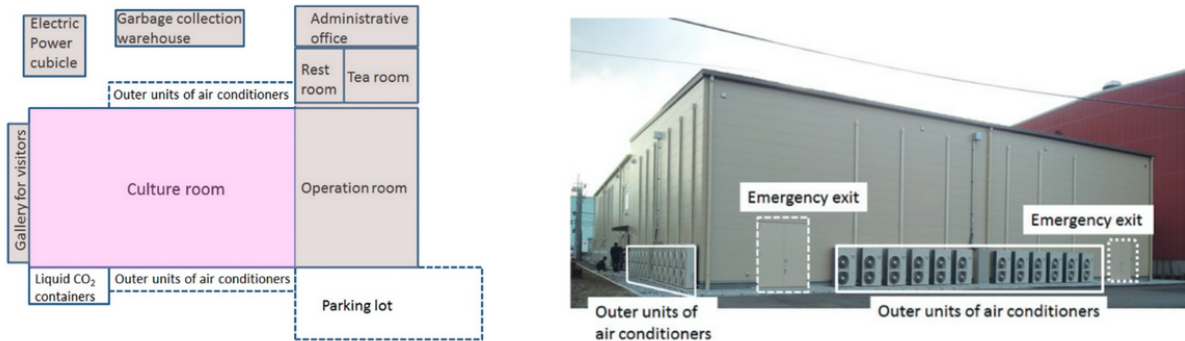 Electric
Power
cubicle
Garbage collection
warehouse
Administrative
office
Rest
room
Tea room
Outer units of air conditioners
Gallery for visitors
Culture room
Operation room
Liquid CO₂
containers
Outer units of air conditioners
Parking lot
Emergency exit
Emergency exit
Outer units of
air conditioners
Outer units of air conditioners